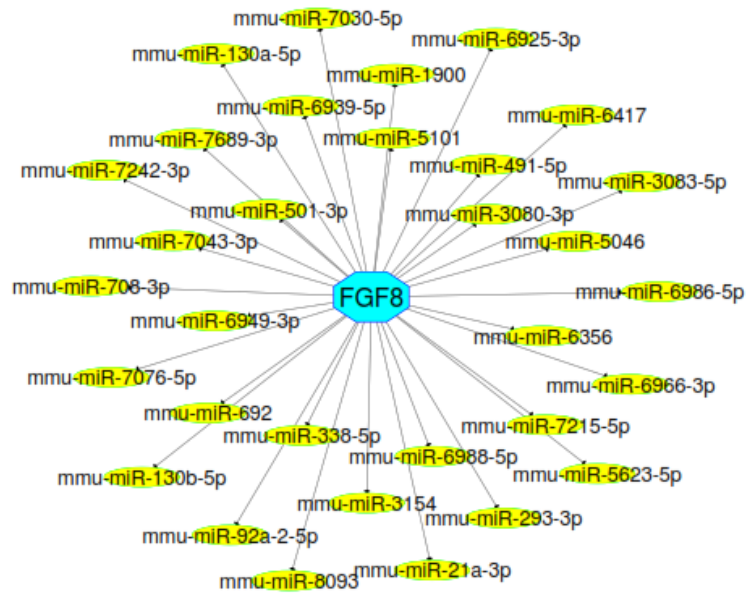 mmu-miR-7030-5p
mmu-miR-6925-3p
mmu-miR-130a-5p
mmu-miR-1900
mmu-miR-6939-5p
mmu-miR-6417
mmu-miR-7689-3p
mmu-miR-5101
mmu-miR-7242-3p
mmu-miR-491-5p
mmu-miR-3083-5p
mmu-miR-501-3p
mmu-miR-3080-3p
mmu-miR-7043-3p
mmu-miR-5046
mmu-miR-708-3p
FGF8
mmu-miR-6986-5p
mmu-miR-6949-3p
mmu-miR-6356
mmu-miR-7076-5p
mmu-miR-6966-3p
mmu-miR-692
mmu-miR-7215-5p
mmu-miR-338-5p
mmu-miR-6988-5p
mmu-miR-130b-5p
mmu-miR-5623-5p
mmu-miR-3154
mmu-miR-293-3p
mmu-miR-92a-2-5p
mmu-miR-8093
mmu-miR-21a-3p